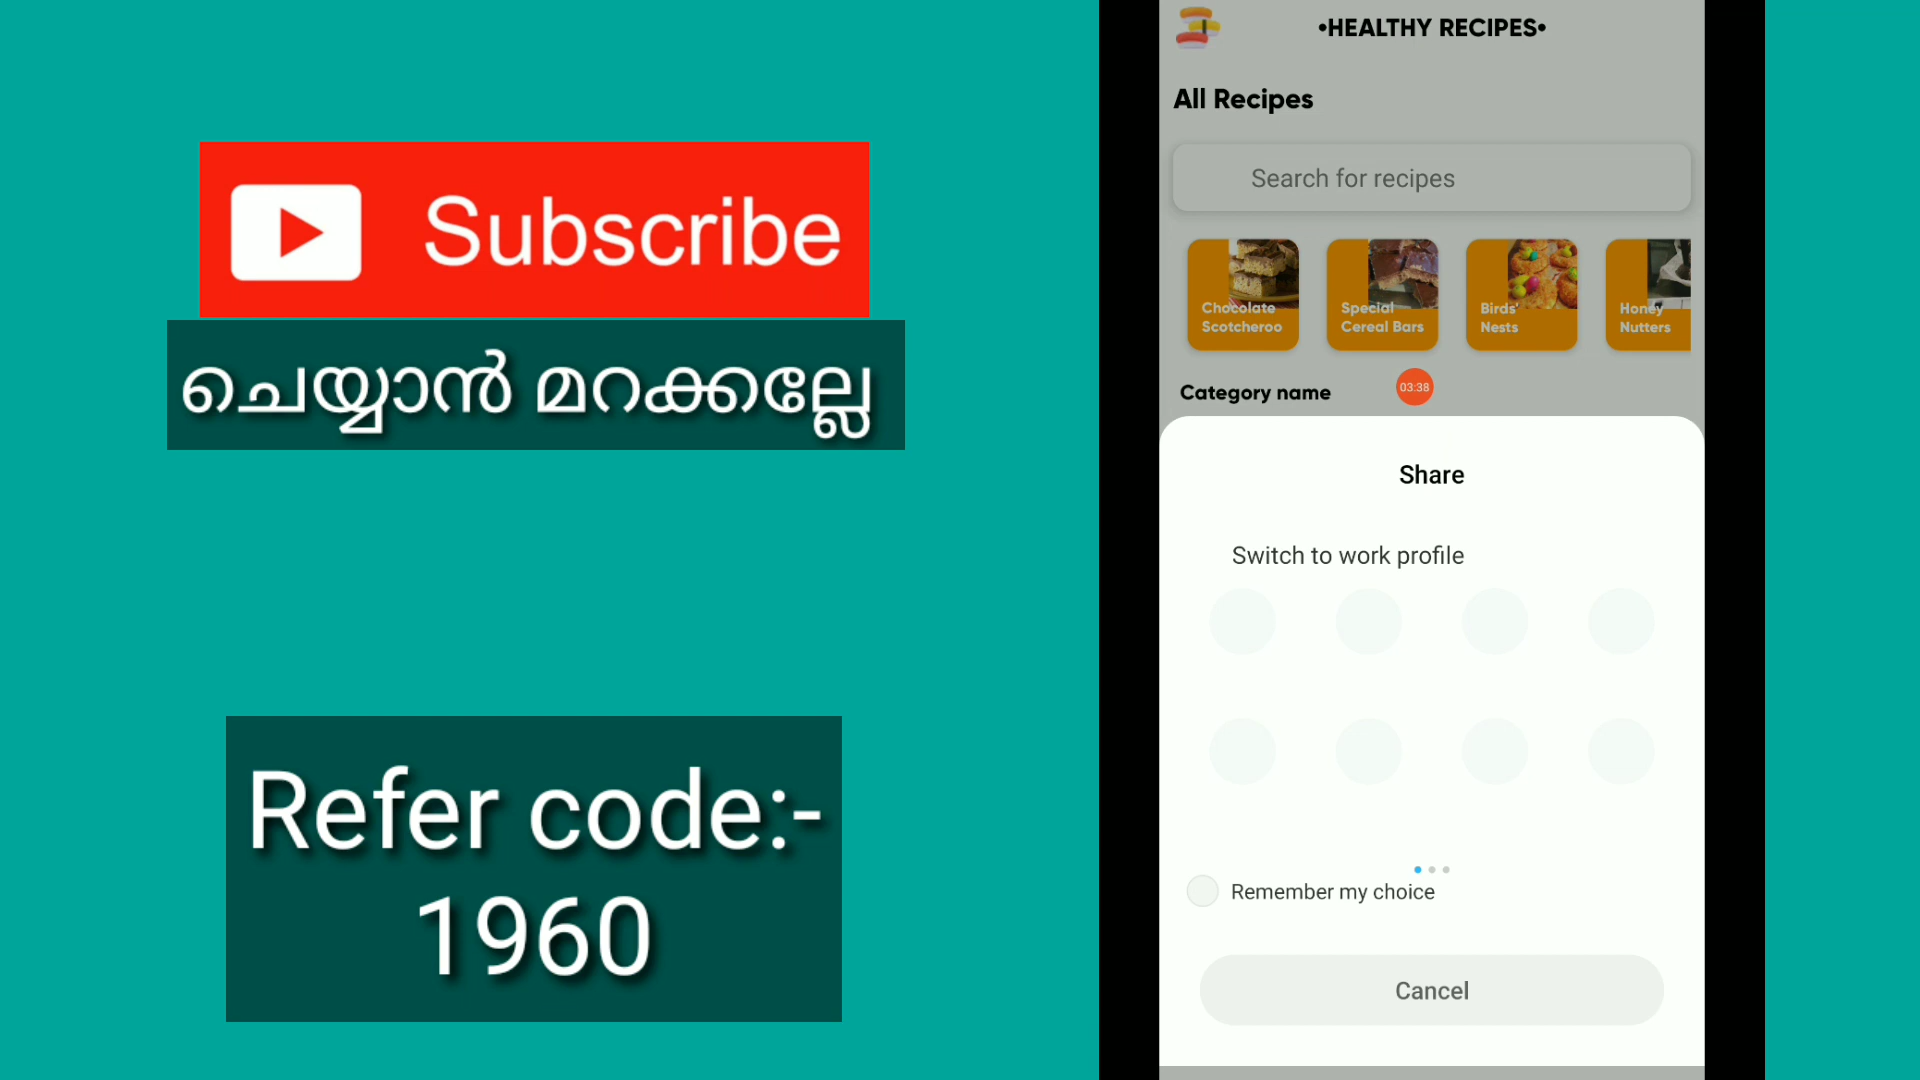 Subscribe
ചെയ്യാൻ മറക്കല്ലേ
Refer code:-
1960
•HEALTHY RECIPES•
All Recipes
Search for recipes
Chocolate
Scotcheroo
Special
Cereal Bars
Birds'
Nests
Honey
Nutters
Category name
03:38
Share
Switch to work profile
Remember my choice
Cancel